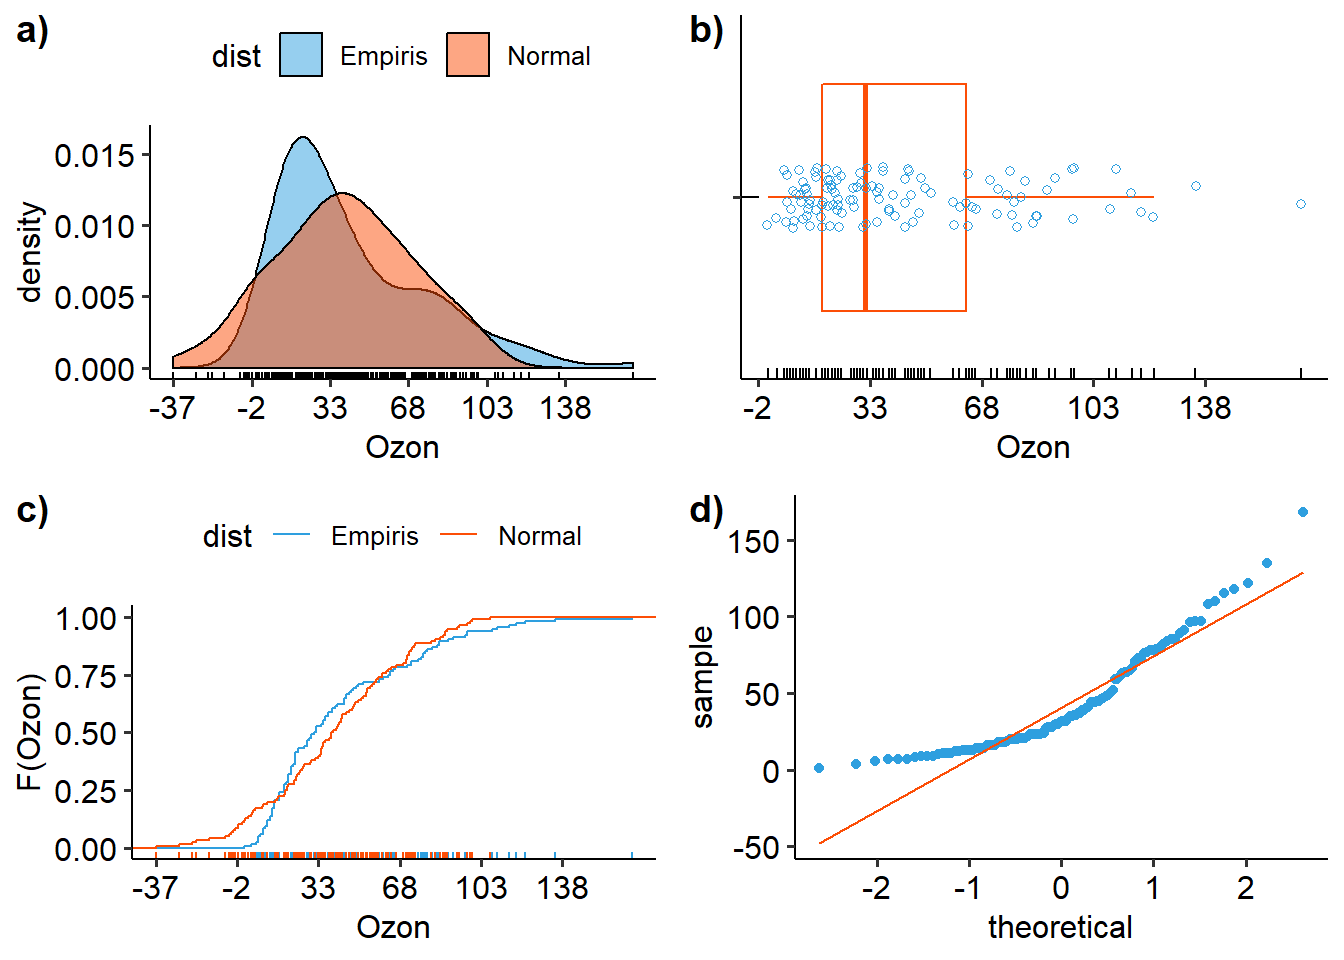 a)
dist Empiris Normal
0.015
0.010
0.005
0.000
density
-37 -2 33 68 103 138
Ozon
b)
-2 33 68 103 138
Ozon
c)
dist Empiris Normal
1.00
0.75
0.50
0.25
0.00
F(Ozon)
-37 -2 33 68 103 138
Ozon
d)
150
100
50
0
-50
sample
-2 -1 0 1 2
theoretical